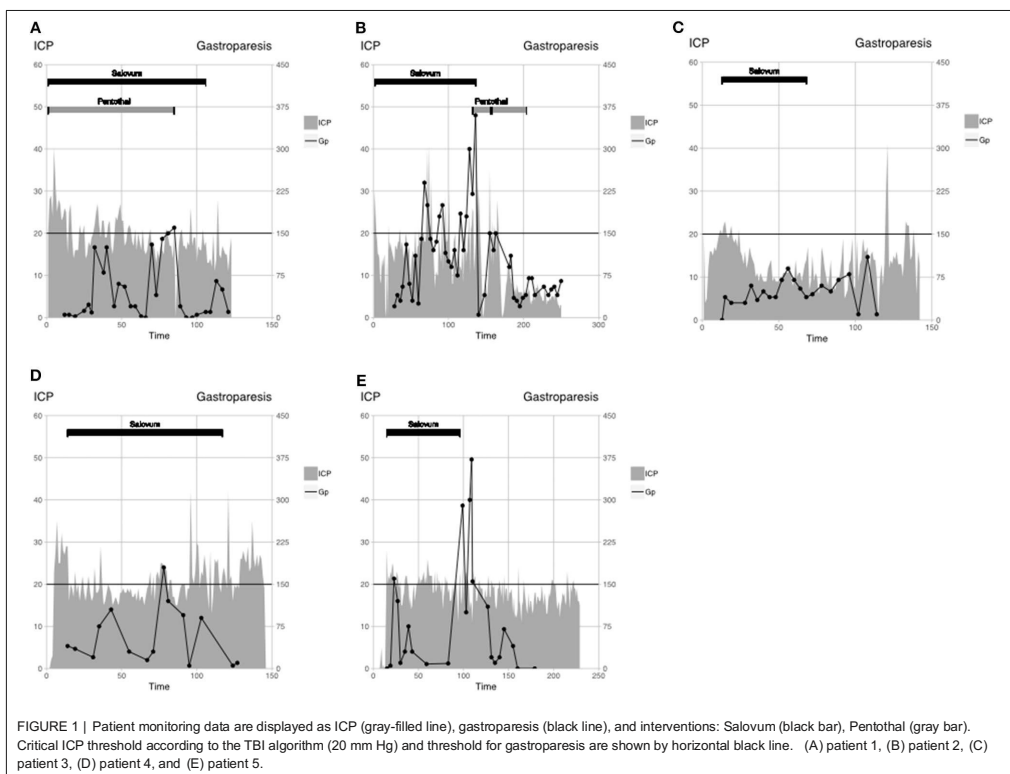 A
ICP
Gastroparesis
60
450
Salovum
50
375
Pentothal
ICP
Gp
40
300
30
225
20
150
10
75
0
0
0
50
100
150
Time
B
ICP
Gastroparesis
60
450
Salovum
50
375
Pentothal
ICP
Gp
40
300
30
225
20
150
10
75
0
0
0
100
200
300
Time
C
ICP
Gastroparesis
60
450
Salovum
50
375
ICP
Gp
40
300
30
225
20
150
10
75
0
0
0
50
100
150
Time
D
ICP
Gastroparesis
60
450
Salovum
50
375
ICP
Gp
40
300
30
225
20
150
10
75
0
0
0
50
100
150
Time
E
ICP
Gastroparesis
60
450
Salovum
50
375
ICP
Gp
40
300
30
225
20
150
10
75
0
0
0
50
100
150
200
250
Time
FIGURE 1 | Patient monitoring data are displayed as ICP (gray-filled line), gastroparesis (black line), and interventions: Salovum (black bar), Pentothal (gray bar).
Critical ICP threshold according to the TBI algorithm (20 mm Hg) and threshold for gastroparesis are shown by horizontal black line. (A) patient 1, (B) patient 2, (C)
patient 3, (D) patient 4, and (E) patient 5.